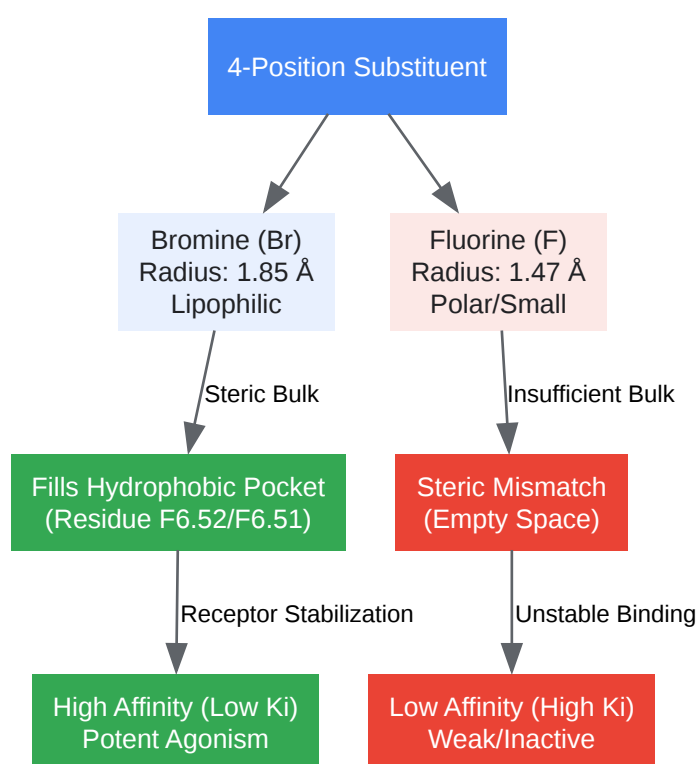 4-Position Substituent
Bromine (Br)
Radius: 1.85 Å
Lipophilic
Fluorine (F)
Radius: 1.47 Å
Polar/Small
Steric Bulk
Insufficient Bulk
Fills Hydrophobic Pocket
(Residue F6.52/F6.51)
Steric Mismatch
(Empty Space)
Receptor Stabilization
Unstable Binding
High Affinity (Low Ki)
Potent Agonism
Low Affinity (High Ki)
Weak/Inactive